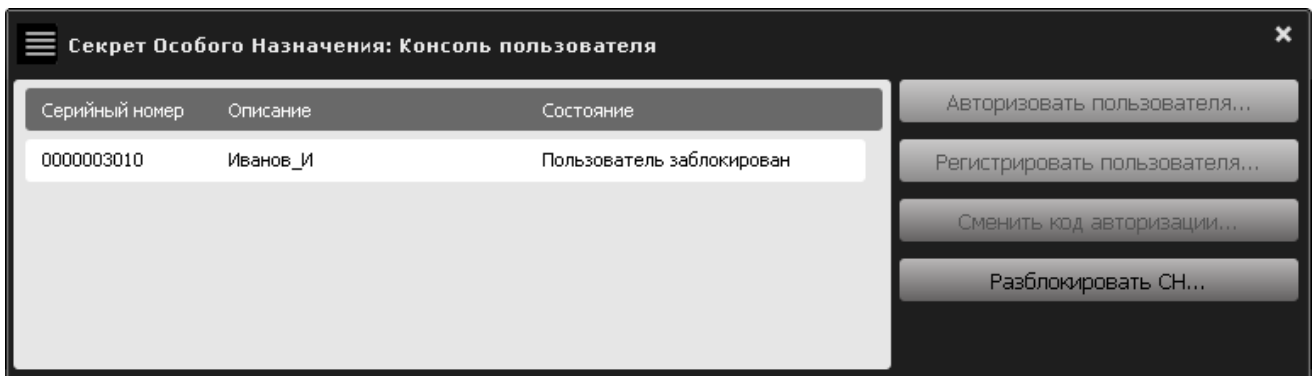 Секрет Особого Назначения: Консоль пользователя
Серийный номер Описание Состояние
0000003010 Иванов_И Пользователь заблокирован
Авторизовать пользователя...
Регистрировать пользователя...
Сменить код авторизации...
Разблокировать СН...